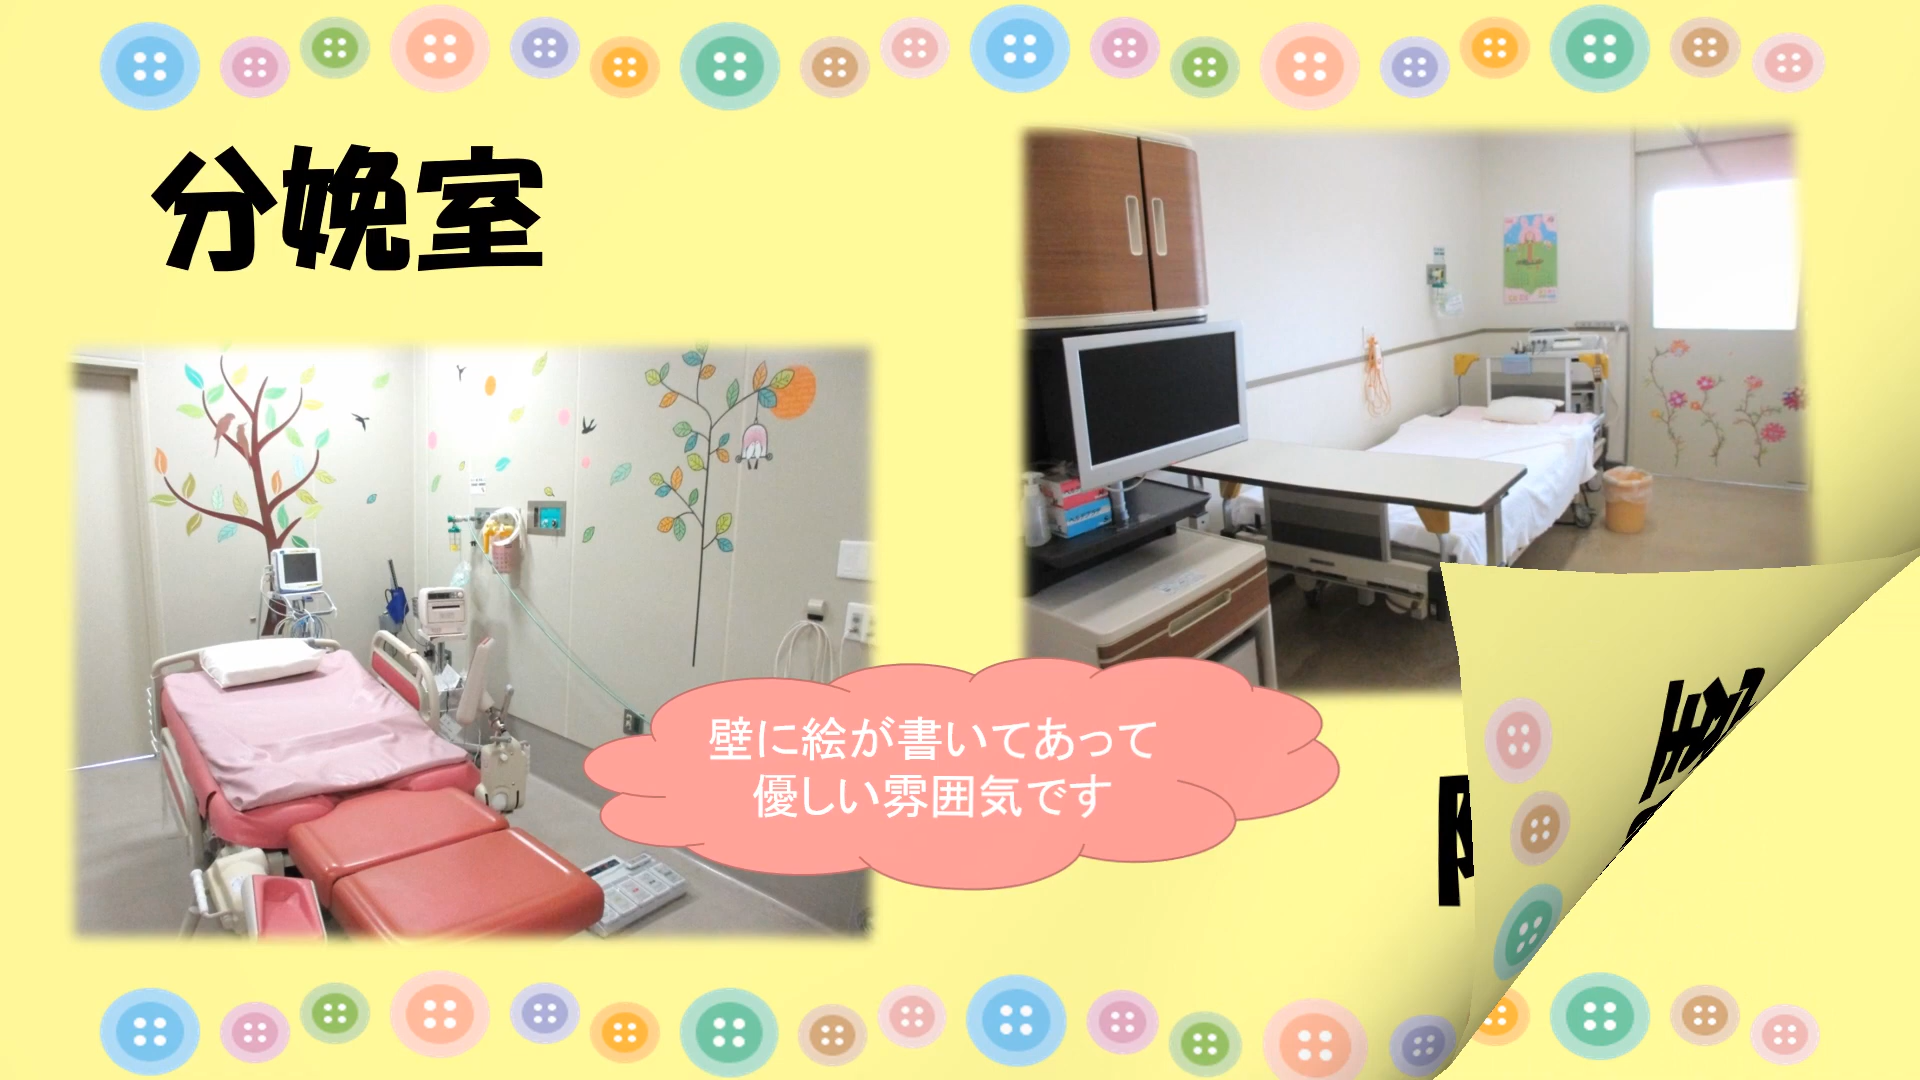 分娩室
壁に絵が書いてあって
優しい雰囲気です